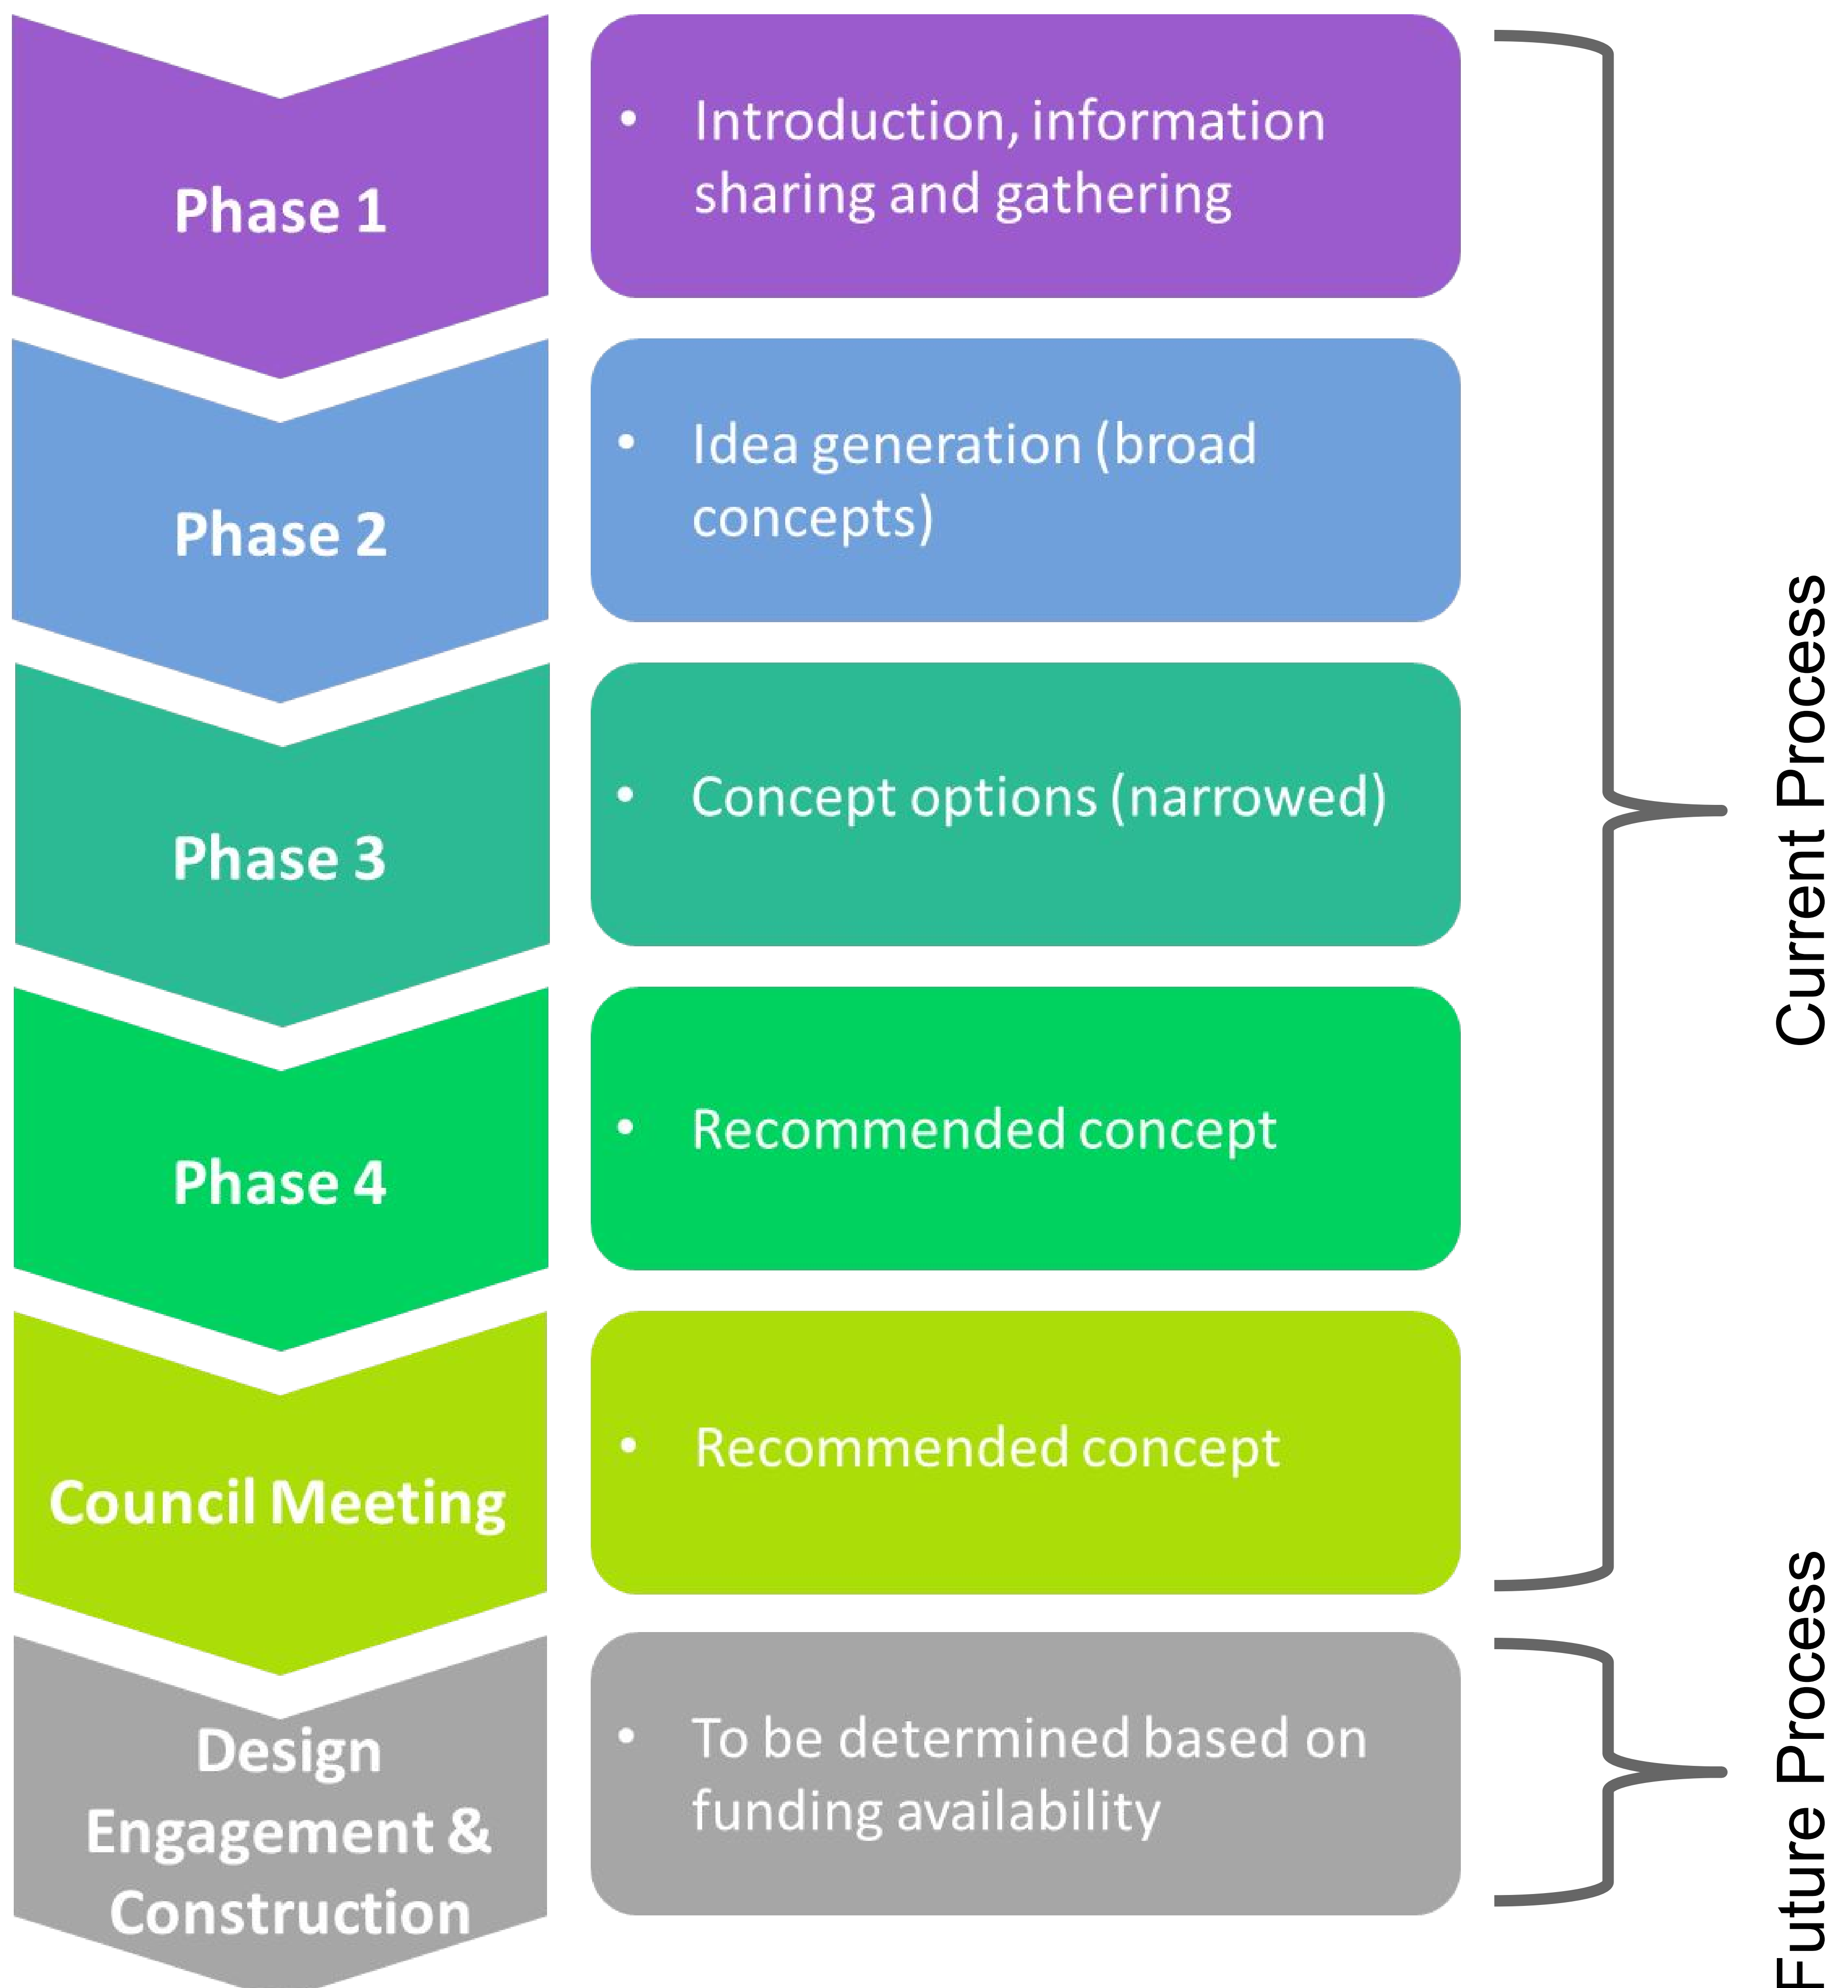 Phase 1
• Introduction, information
sharing and gathering
Phase 2
• Idea generation (broad
concepts)
Phase 3
• Concept options (narrowed)
Phase 4
• Recommended concept
Council Meeting
• Recommended concept
Design
Engagement &
Construction
• To be determined based on
funding availability
Current Process
Future Process